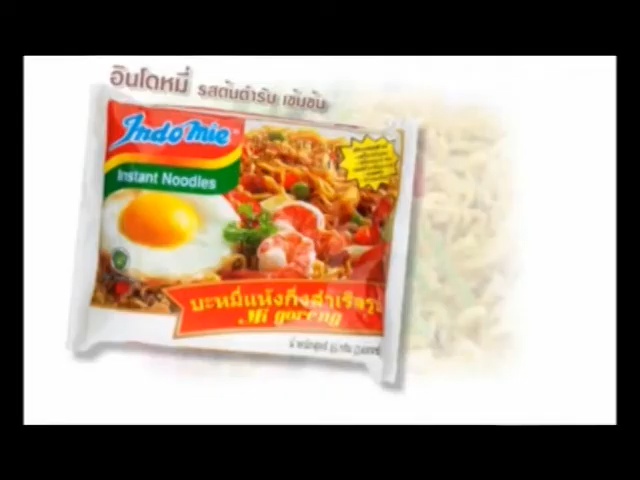 อินโดหมี่ รสต้นตำรับ เข้มข้น
Indo Mie
Instant Noodles
บะหมี่แห้งกึ่งสำเร็จรูป
Mi goreng